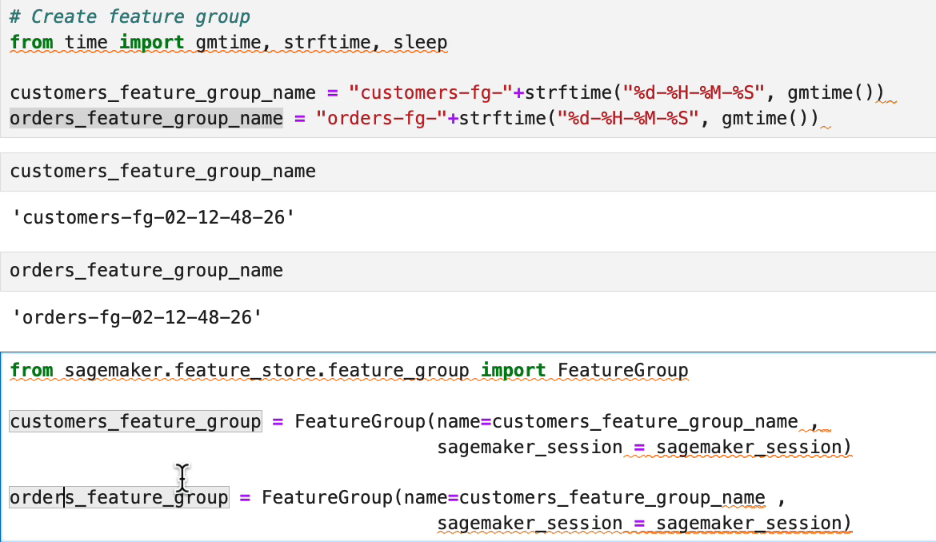 # Create feature group
from time import gmtime, strftime, sleep
customers_feature_group_name = "customers-fg-"+strftime("%d-%H-%M-%S", gmtime())
orders_feature_group_name = "orders-fg-"+strftime("%d-%H-%M-%S", gmtime())
customers_feature_group_name
'customers-fg-02-12-48-26'
orders_feature_group_name
'orders-fg-02-12-48-26'
from sagemaker.feature_store.feature_group import FeatureGroup
customers_feature_group = FeatureGroup(name=customers_feature_group_name ,
sagemaker_session = sagemaker_session)
orders_feature_group = FeatureGroup(name=customers_feature_group_name ,
sagemaker_session = sagemaker_session)